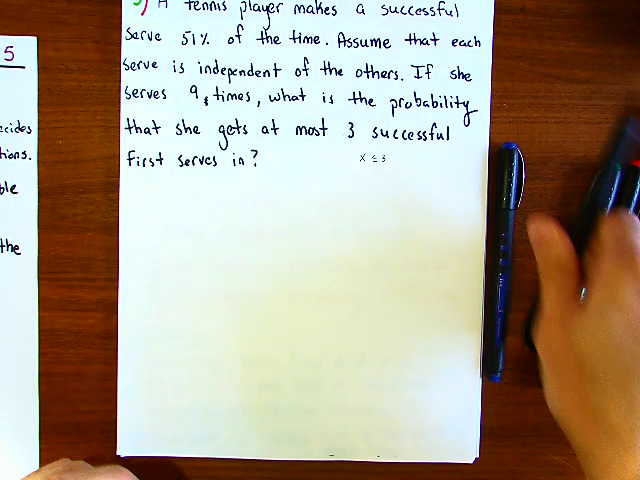 5
cides
tions.
ble
the
3) A tennis player makes a successful
serve 51% of the time. Assume that each
serve is independent of the others. If she
serves 9 times, what is the probability
that she gets at most 3 successful
first serves in?
x ≤ 3